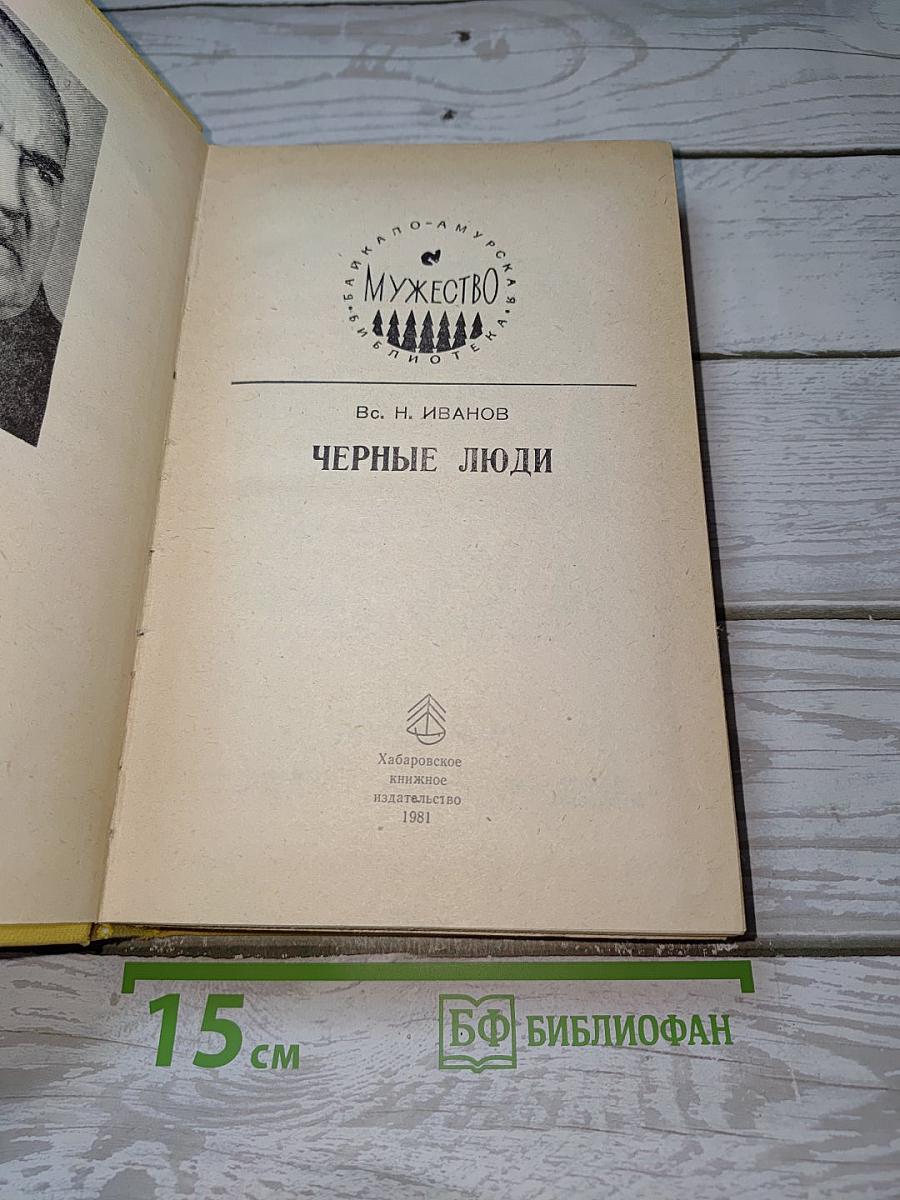 БАЙКАЛО-АМУРСКАЯ
МУЖЕСТВО
БИБЛИОТЕКА
Вс. Н. ИВАНОВ
ЧЕРНЫЕ ЛЮДИ
Хабаровское
книжное
издательство
1981
15 см
БФ БИБЛИОФАН